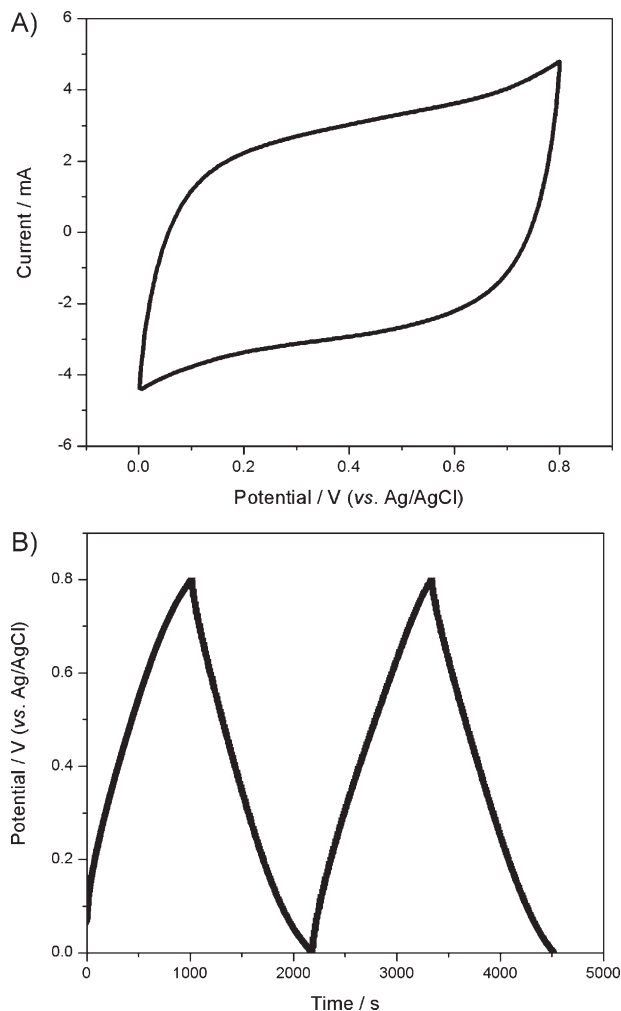 A)
6
4
2
0
-2
-4
-6
Current / mA
0.0 0.2 0.4 0.6 0.8
Potential / V (vs. Ag/AgCl)
B)
0.8
0.6
0.4
0.2
0.0
Potential / V (vs. Ag/AgCl)
0 1000 2000 3000 4000 5000
Time / s